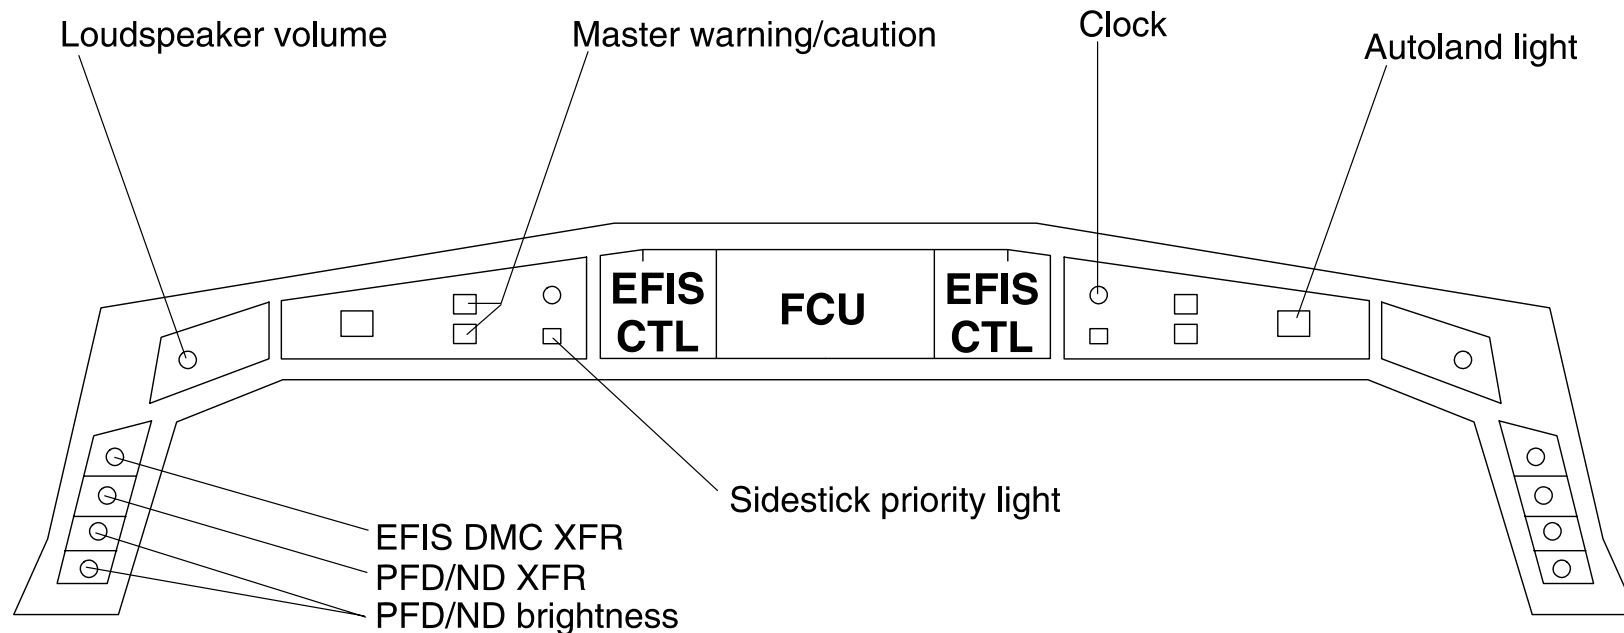 Loudspeaker volume
Master warning/caution
Clock
Autoland light
EFIS
CTL
FCU
EFIS
CTL
Sidestick priority light
EFIS DMC XFR
PFD/ND XFR
PFD/ND brightness